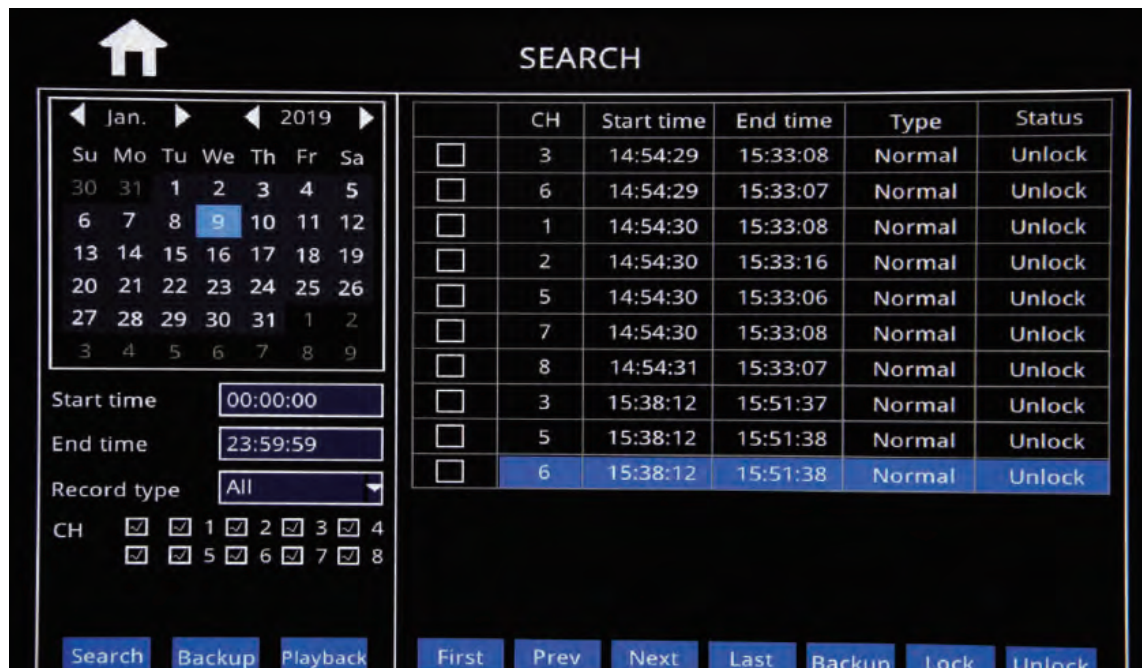 SEARCH
Jan. 2019
Su Mo Tu We Th Fr Sa
30 31 1 2 3 4 5
6 7 8 9 10 11 12
13 14 15 16 17 18 19
20 21 22 23 24 25 26
27 28 29 30 31 1 2
3 4 5 6 7 8 9
Start time 00:00:00
End time 23:59:59
Record type All
CH 1 2 3 4
5 6 7 8
Search Backup Playback
CH Start time End time Type Status
3 14:54:29 15:33:08 Normal Unlock
6 14:54:29 15:33:07 Normal Unlock
1 14:54:30 15:33:08 Normal Unlock
2 14:54:30 15:33:16 Normal Unlock
5 14:54:30 15:33:06 Normal Unlock
7 14:54:30 15:33:08 Normal Unlock
8 14:54:31 15:33:07 Normal Unlock
3 15:38:12 15:51:37 Normal Unlock
5 15:38:12 15:51:38 Normal Unlock
6 15:38:12 15:51:38 Normal Unlock
First Prev Next Last Backup Lock Unlock